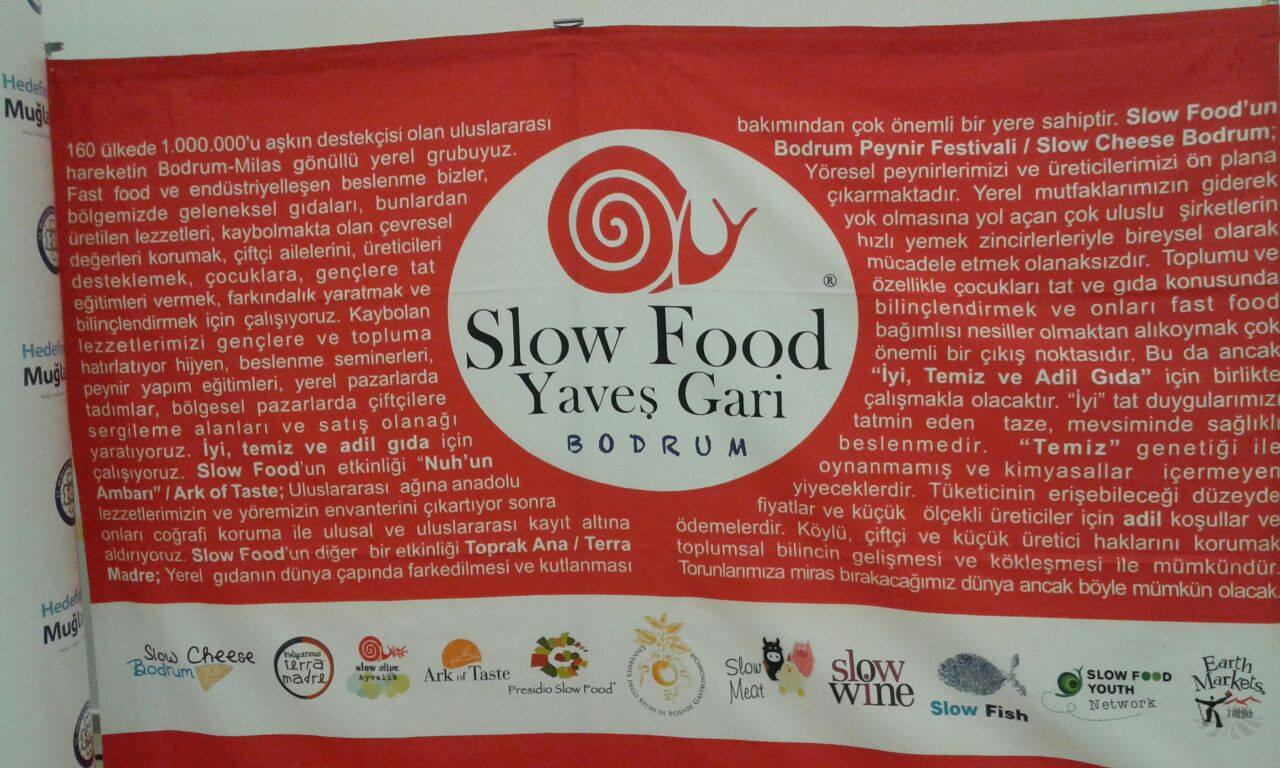 160 ülkede 1.000.000'u aşkın destekçisi olan uluslararası
hareketin Bodrum-Milas gönüllü yerel grubuyuz.
Fast food ve endüstriyelleşen beslenme bizler,
bölgemizde geleneksel gıdaları, bunlardan
üretilen lezzetleri, kaybolmakta olan çevresel
değerleri korumak, çiftçi ailelerini, üreticileri
desteklemek, çocuklara, gençlere tat
eğitimleri vermek, farkındalık yaratmak ve
bilinçlendirmek için çalışıyoruz. Kaybolan
lezzetlerimizi gençlere ve topluma
hatırlatıyor hijyen, beslenme seminerleri,
peynir yapım eğitimleri, yerel pazarlarda
tadımlar, bölgesel pazarlarda çiftçilere
sergileme alanları ve satış olanağı
yaratıyoruz. İyi, temiz ve adil gıda için
çalışıyoruz. Slow Food'un etkinliği "Nuh'un
Ambarı" / Ark of Taste; Uluslararası ağına anadolu
lezzetlerimizin ve yöremizin envanterini çıkartıyor sonra
onları coğrafi koruma ile ulusal ve uluslararası kayıt altına
aldırıyoruz. Slow Food'un diğer bir etkinliği Toprak Ana / Terra
Madre; Yerel gıdanın dünya çapında farkedilmesi ve kutlanması
Slow Food
®
Yaveş Gari
BODRUM
bakımından çok önemli bir yere sahiptir. Slow Food'un
Bodrum Peynir Festivali / Slow Cheese Bodrum;
Yöresel peynirlerimizi ve üreticilerimizi ön plana
çıkarmaktadır. Yerel mutfaklarımızın giderek
yok olmasına yol açan çok uluslu şirketlerin
hızlı yemek zincirlerleriyle bireysel olarak
mücadele etmek olanaksızdır. Toplumu ve
özellikle çocukları tat ve gıda konusunda
bilinçlendirmek ve onları fast food
bağımlısı nesiller olmaktan alıkoymak çok
önemli bir çıkış noktasıdır. Bu da ancak
"İyi, Temiz ve Adil Gıda" için birlikte
çalışmakla olacaktır. "İyi" tat duygularımızı
tatmin eden taze, mevsiminde sağlıklı
beslenmedir. "Temiz" genetiği ile
oynanmamış ve kimyasallar içermeyen
yiyeceklerdir. Tüketicinin erişebileceği düzeyde
fiyatlar ve küçük ölçekli üreticiler için adil koşullar ve
ödemelerdir. Köylü, çiftçi ve küçük üretici haklarını korumak
toplumsal bilincin gelişmesi ve kökleşmesi ile mümkündür.
Torunlarımıza miras bırakacağımız dünya ancak böyle mümkün olacak.
Slow Cheese
Bodrum
indigenous
terra
madre
slow olive
Ayvalık
Ark of Taste
Presidio Slow Food®
Università degli Studi di Scienze Gastronomiche
Slow
Meat
slow
wine
Slow Fish
SLOW FOOD
YOUTH
Network
Earth
Markets
Muğla
Muğla
Muğla